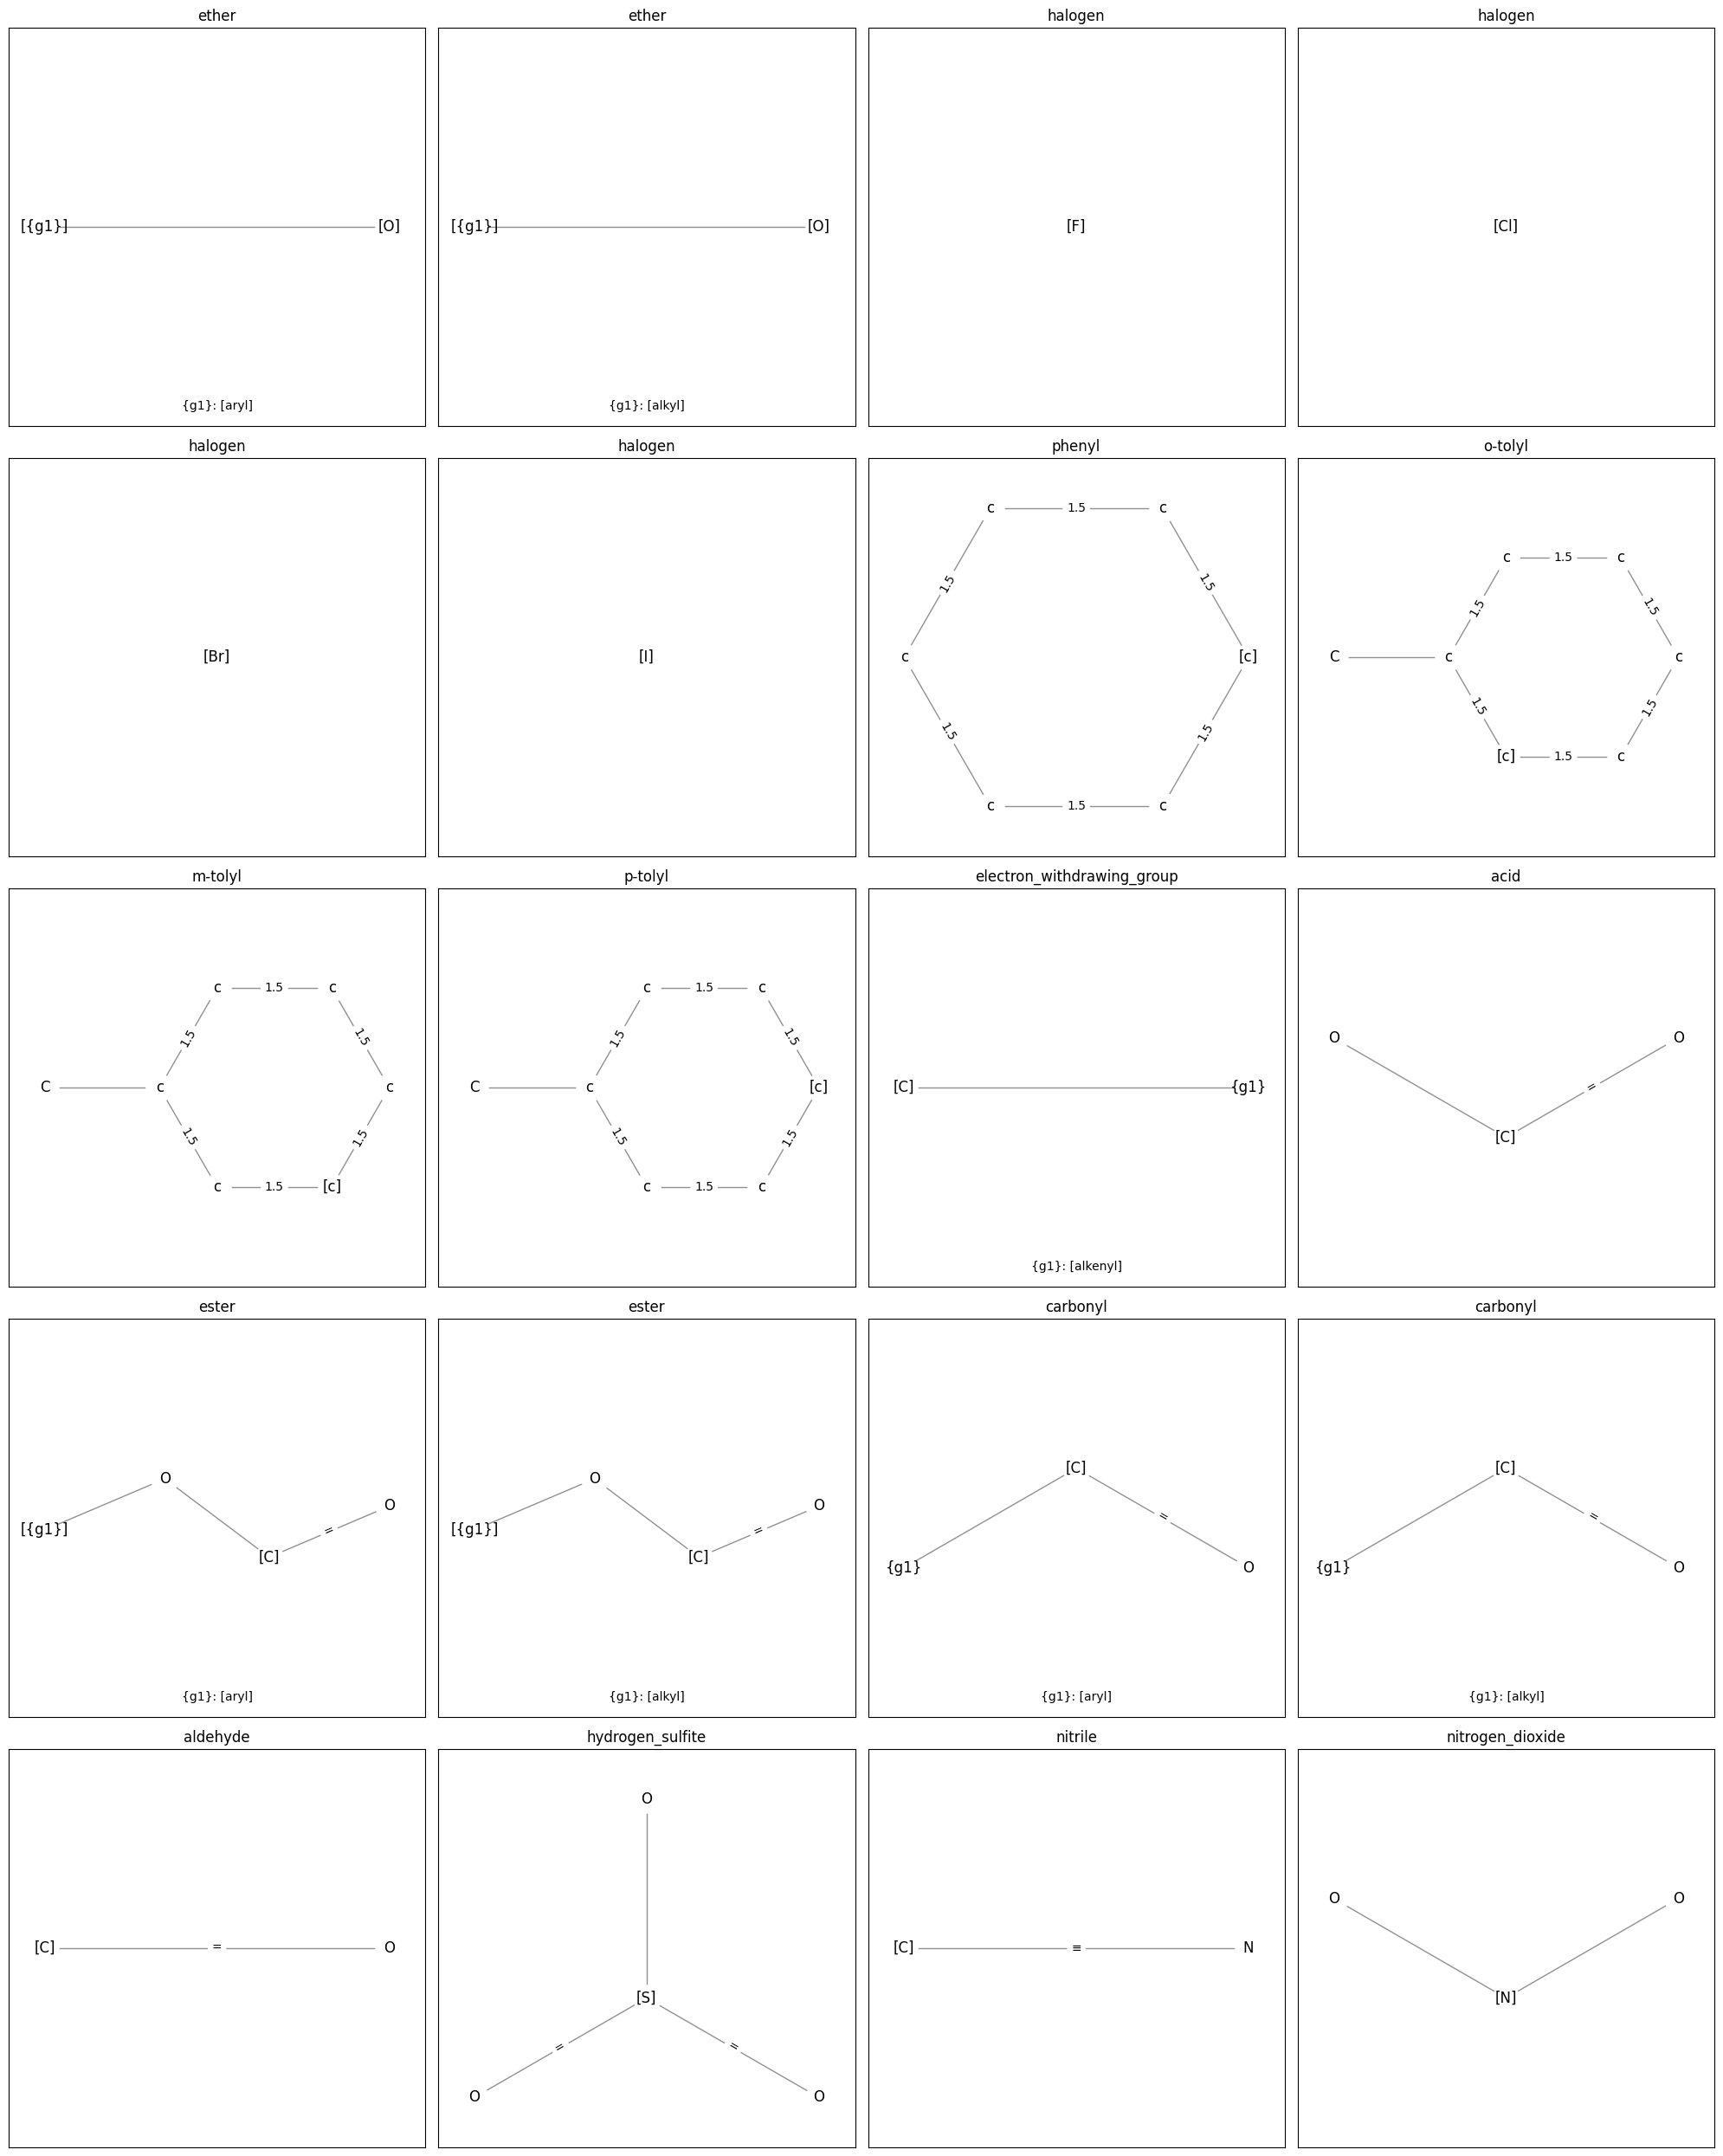 ether
ether
halogen
halogen
[{g1}]
[O]
[{g1}]
[O]
[F]
[Cl]
{g1}: [aryl]
{g1}: [alkyl]
halogen
halogen
phenyl
o-tolyl
[Br]
[I]
c
1.5
c
1.5
1.5
c
[c]
1.5
1.5
c
1.5
c
c
1.5
c
1.5
1.5
C
c
c
1.5
1.5
[c]
1.5
c
m-tolyl
p-tolyl
electron_withdrawing_group
acid
c
1.5
c
1.5
1.5
C
c
c
1.5
1.5
c
1.5
[c]
c
1.5
c
1.5
1.5
C
c
[c]
1.5
1.5
c
1.5
c
[C]
{g1}
{g1}: [alkenyl]
O
O
=
[C]
ester
ester
carbonyl
carbonyl
O
O
[{g1}]
=
[C]
{g1}: [aryl]
O
O
[{g1}]
=
[C]
{g1}: [alkyl]
[C]
=
{g1}
O
{g1}: [aryl]
[C]
=
{g1}
O
{g1}: [alkyl]
aldehyde
hydrogen_sulfite
nitrile
nitrogen_dioxide
[C]
=
O
O
[S]
=
=
O
O
[C]
≡
N
O
O
[N]